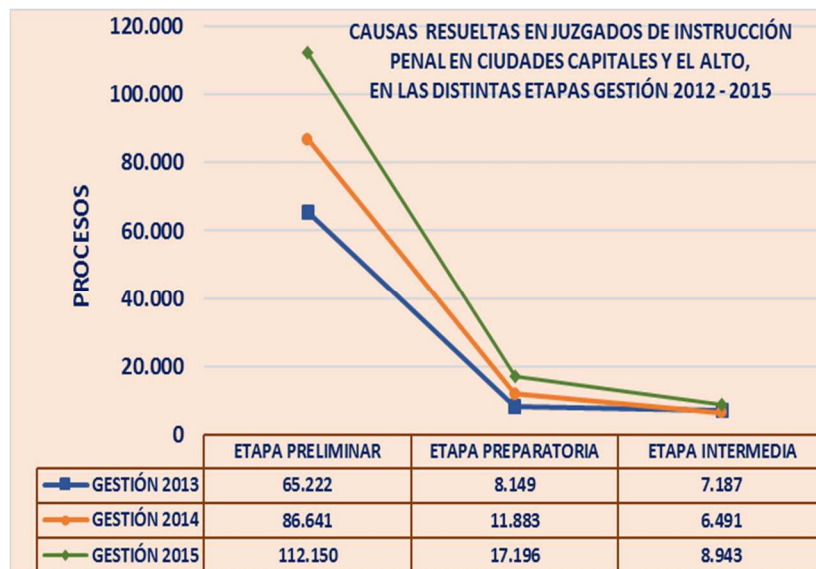 CAUSAS RESUELTAS EN JUZGADOS DE INSTRUCCIÓN
PENAL EN CIUDADES CAPITALES Y EL ALTO,
EN LAS DISTINTAS ETAPAS GESTIÓN 2012 - 2015
PROCESOS
120.000
100.000
80.000
60.000
40.000
20.000
0
ETAPA PRELIMINAR ETAPA PREPARATORIA ETAPA INTERMEDIA
GESTIÓN 2013 65.222 8.149 7.187
GESTIÓN 2014 86.641 11.883 6.491
GESTIÓN 2015 112.150 17.196 8.943